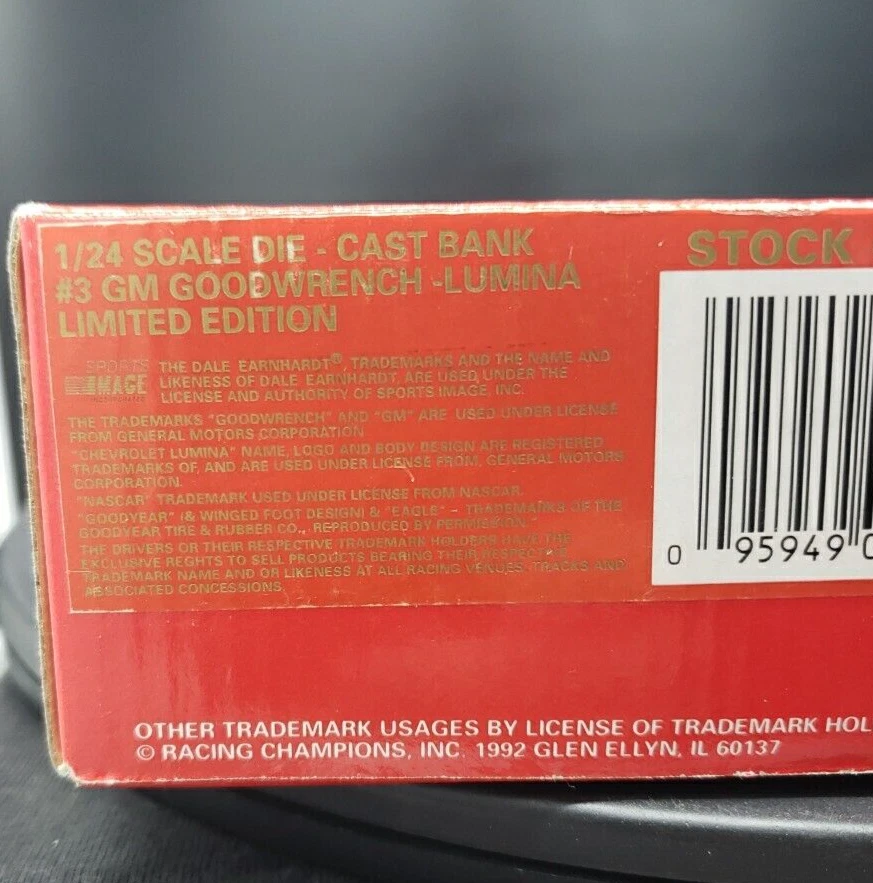 1/24 SCALE DIE - CAST BANK
#3 GM GOODWRENCH -LUMINA
LIMITED EDITION
STOCK
SPORTS
IMAGE
INCORPORATED
THE DALE EARNHARDT®, TRADEMARKS AND THE NAME AND
LIKENESS OF DALE EARNHARDT, ARE USED UNDER THE
LICENSE AND AUTHORITY OF SPORTS IMAGE, INC.
THE TRADEMARKS "GOODWRENCH" AND "GM" ARE USED UNDER LICENSE
FROM GENERAL MOTORS CORPORATION
"CHEVROLET LUMINA" NAME, LOGO AND BODY DESIGN ARE REGISTERED
TRADEMARKS OF, AND ARE USED UNDER LICENSE FROM, GENERAL MOTORS
CORPORATION.
"NASCAR" TRADEMARK USED UNDER LICENSE FROM NASCAR.
"GOODYEAR" (& WINGED FOOT DESIGN) & "EAGLE" - TRADEMARKS OF THE
GOODYEAR TIRE & RUBBER CO., REPRODUCED BY PERMISSION."
THE DRIVERS OR THEIR RESPECTIVE TRADEMARK HOLDERR HAVE THE
EXCLUSIVE REGHTS TO SELL PRODUCTS BEARING THEIR RESPECTIVE
TRADEMARK NAME AND OR LIKENESS AT ALL RACING VENUES, TRACKS AND
ASSOCIATED CONCESSIONS
0 95949 0
OTHER TRADEMARK USAGES BY LICENSE OF TRADEMARK HOL
© RACING CHAMPIONS, INC. 1992 GLEN ELLYN, IL 60137